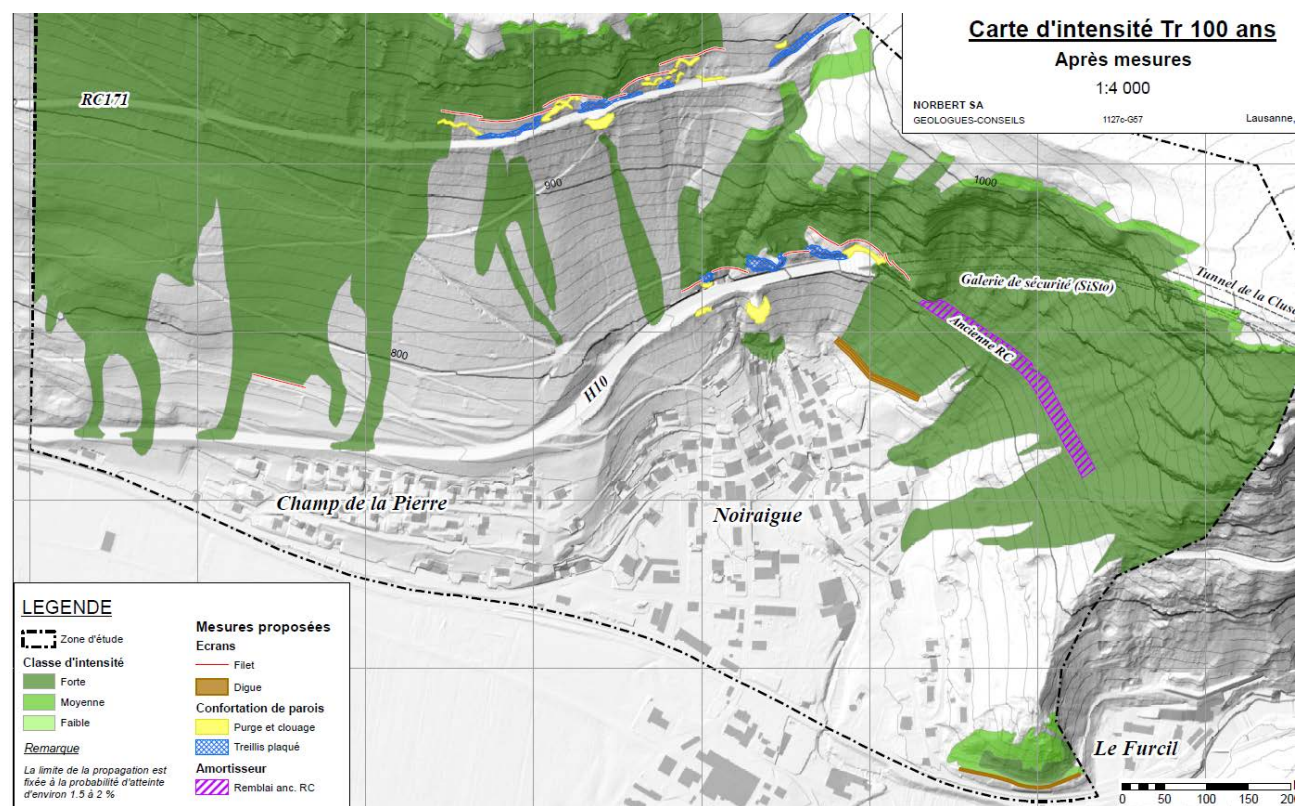 Carte d'intensité Tr 100 ans
Après mesures
1:4 000
NORBERT SA
GEOLOGUES-CONSEILS
1127c-G57
Lausanne,
RC171
900
1000
Galerie de sécurité (SiSto)
Tunnel de la Cluse
Ancienne RC
800
H10
Champ de la Pierre
Noiraigue
Le Furcil
LEGENDE
Zone d'étude
Classe d'intensité
Forte
Moyenne
Faible
Remarque
La limite de la propagation est
fixée à la probabilité d'atteinte
d'environ 1.5 à 2 %
Mesures proposées
Ecrans
Filet
Digue
Confortation de parois
Purge et clouage
Treillis plaqué
Amortisseur
Remblai anc. RC
0 50 100 150